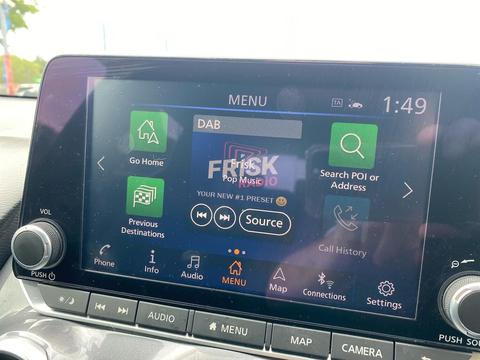 MENU
TA
1:49
DAB
Go Home
FRISK
RADIO
Frisk
Pop Music
Search POI or
Address
YOUR NEW #1 PRESET
Previous
Destinations
Source
Call History
Phone
Info
Audio
MENU
Map
Connections
Settings
VOL
PUSH
AUDIO
MENU
MAP
CAMERA
PUSH